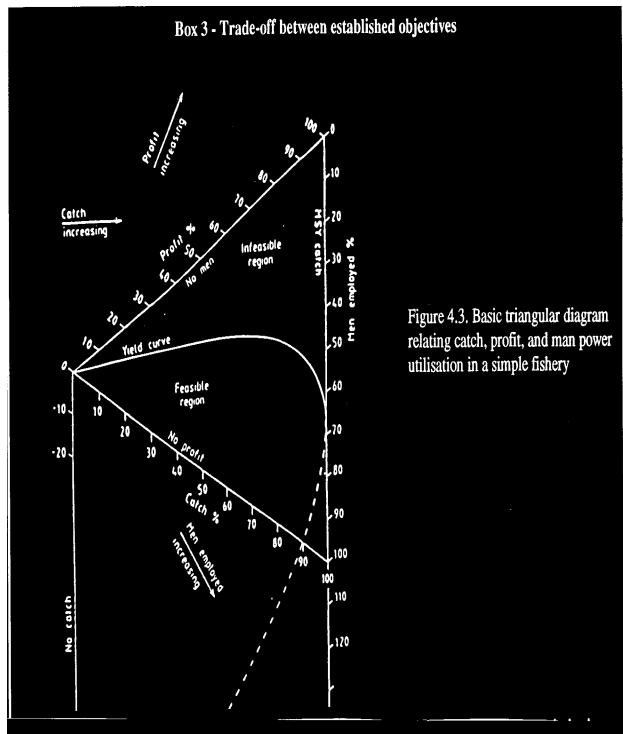 Box 3 - Trade-off between established objectives
Profit
increasing
Catch
increasing
Profit %
No men
Infeasible
region
MSY catch
Men employed %
100
90
80
70
60
50
40
30
20
10
0
0
10
20
30
40
50
60
70
80
90
100
110
120
Yield curve
Feasible
region
-10
-20
No profit
10
20
30
40
50
60
70
80
90
100
Catch %
Men employed
increasing
No catch
Figure 4.3. Basic triangular diagram
relating catch, profit, and man power
utilisation in a simple fishery